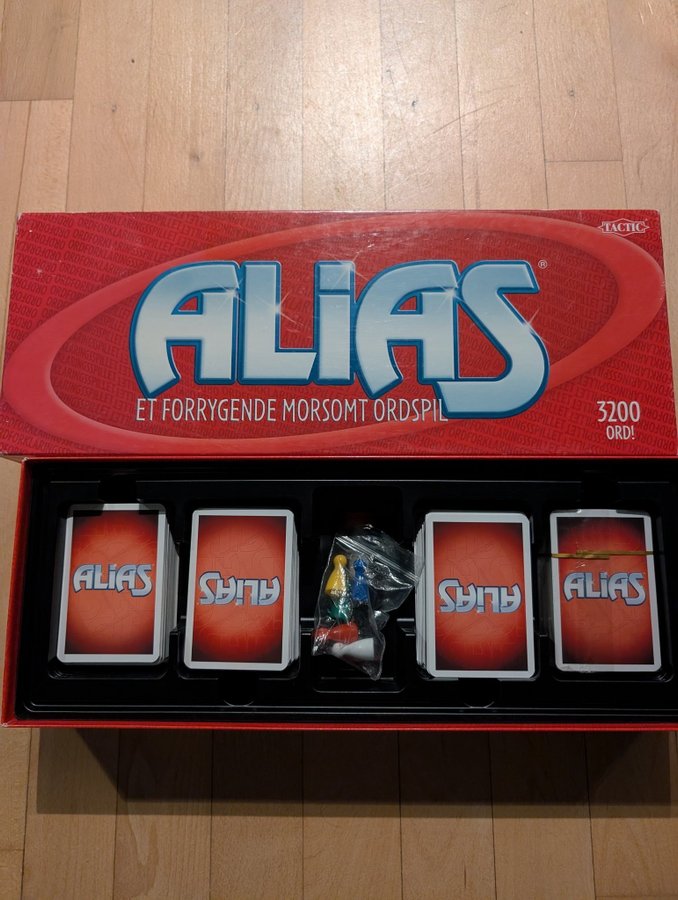 TACTIC
ALiAS®
ET FORRYGENDE MORSOMT ORDSPIL
3200
ORD!
ALiAS
ALiAS
ALiAS
ALiAS